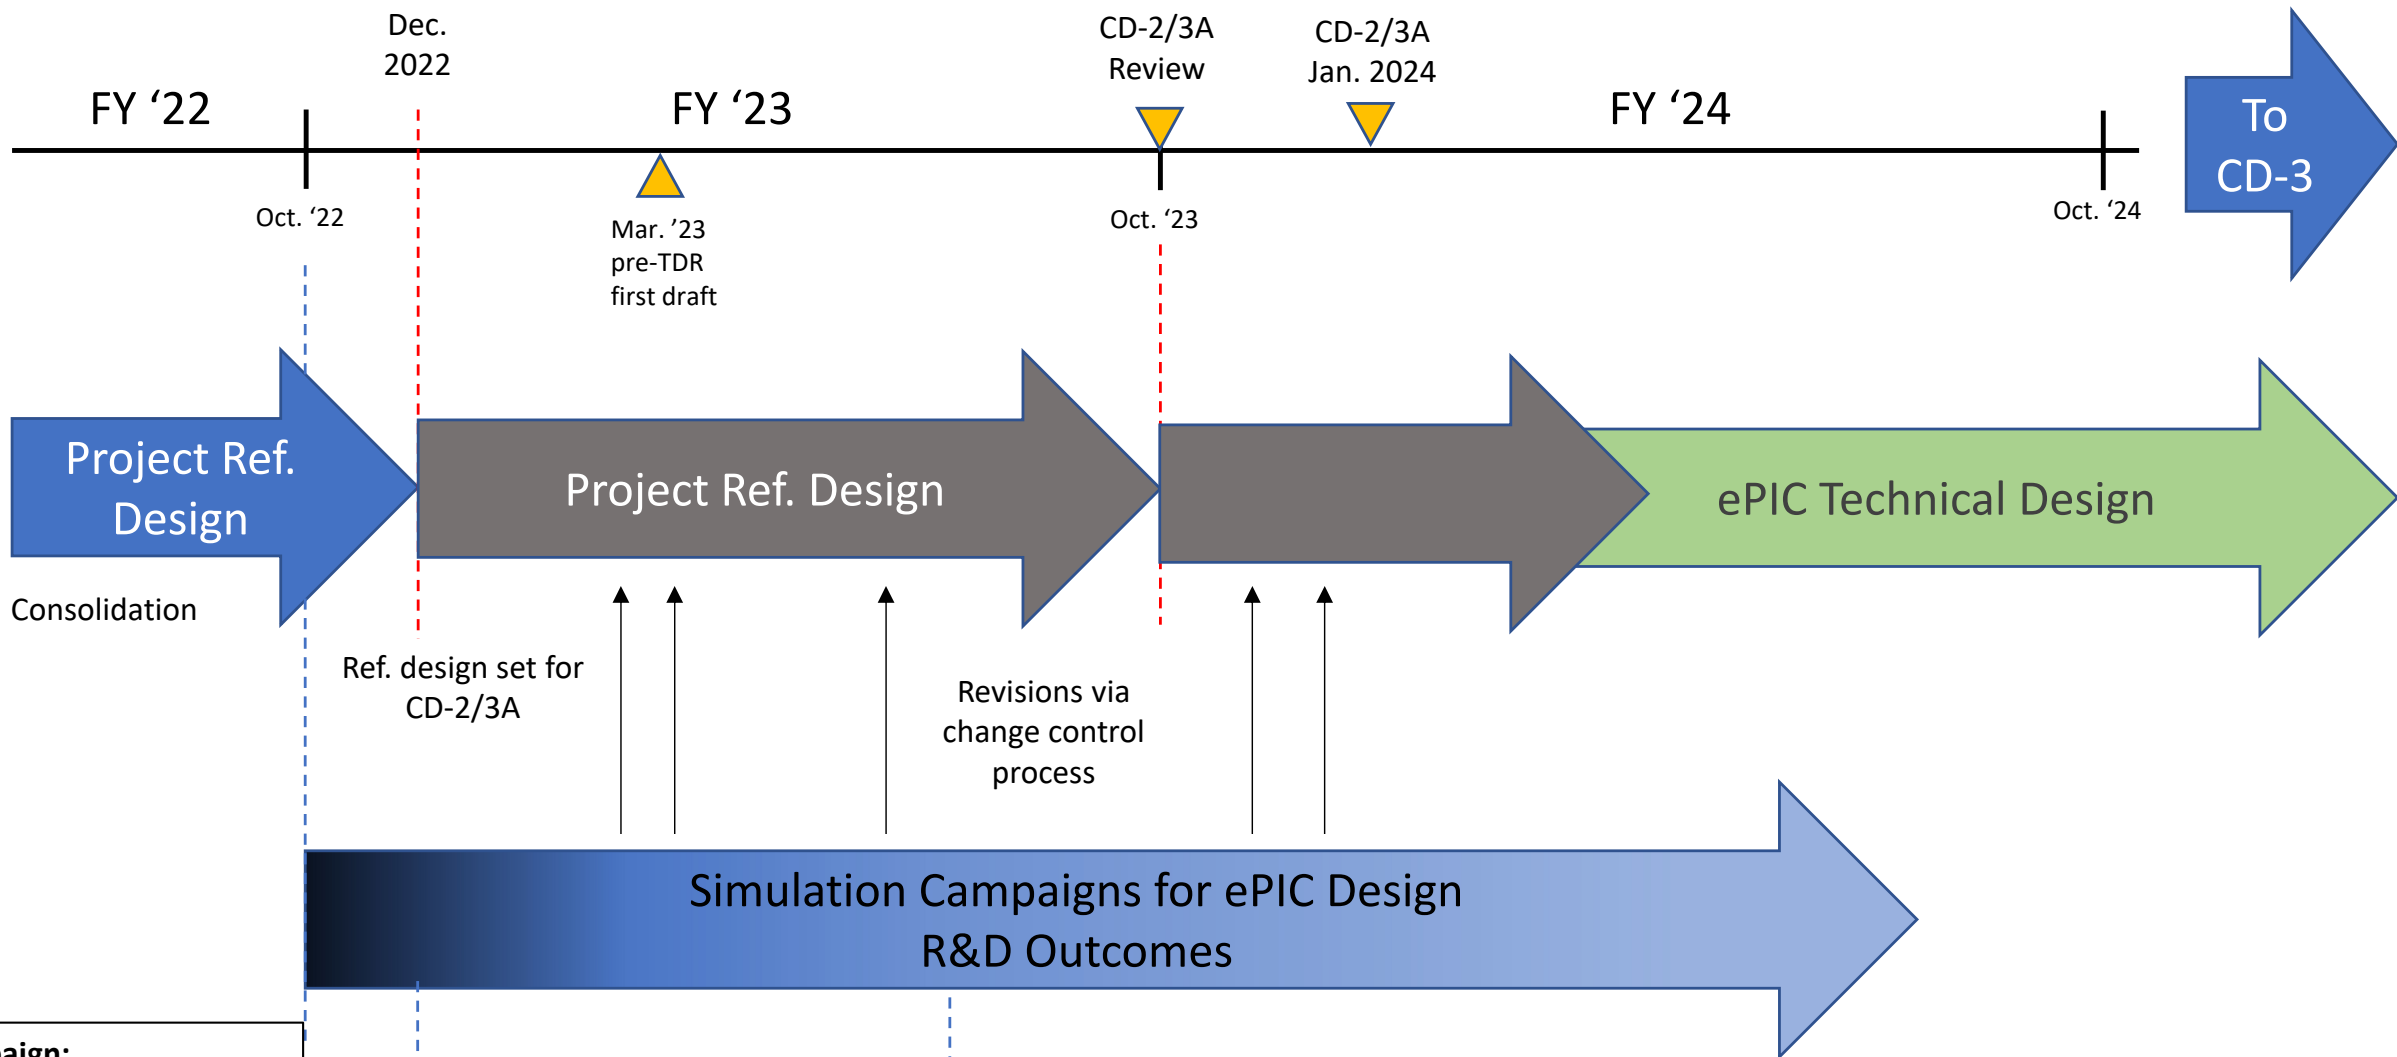 Dec.
2022
CD-2/3A
Review
CD-2/3A
Jan. 2024
FY ‘22
FY ‘23
FY ‘24
To
CD-3
Oct. ‘22
Mar. ’23
pre-TDR
first draft
Oct. ‘23
Oct. ‘24
Project Ref.
Design
Project Ref. Design
ePIC Technical Design
Consolidation
Ref. design set for
CD-2/3A
Revisions via
change control
process
Simulation Campaigns for ePIC Design
R&D Outcomes